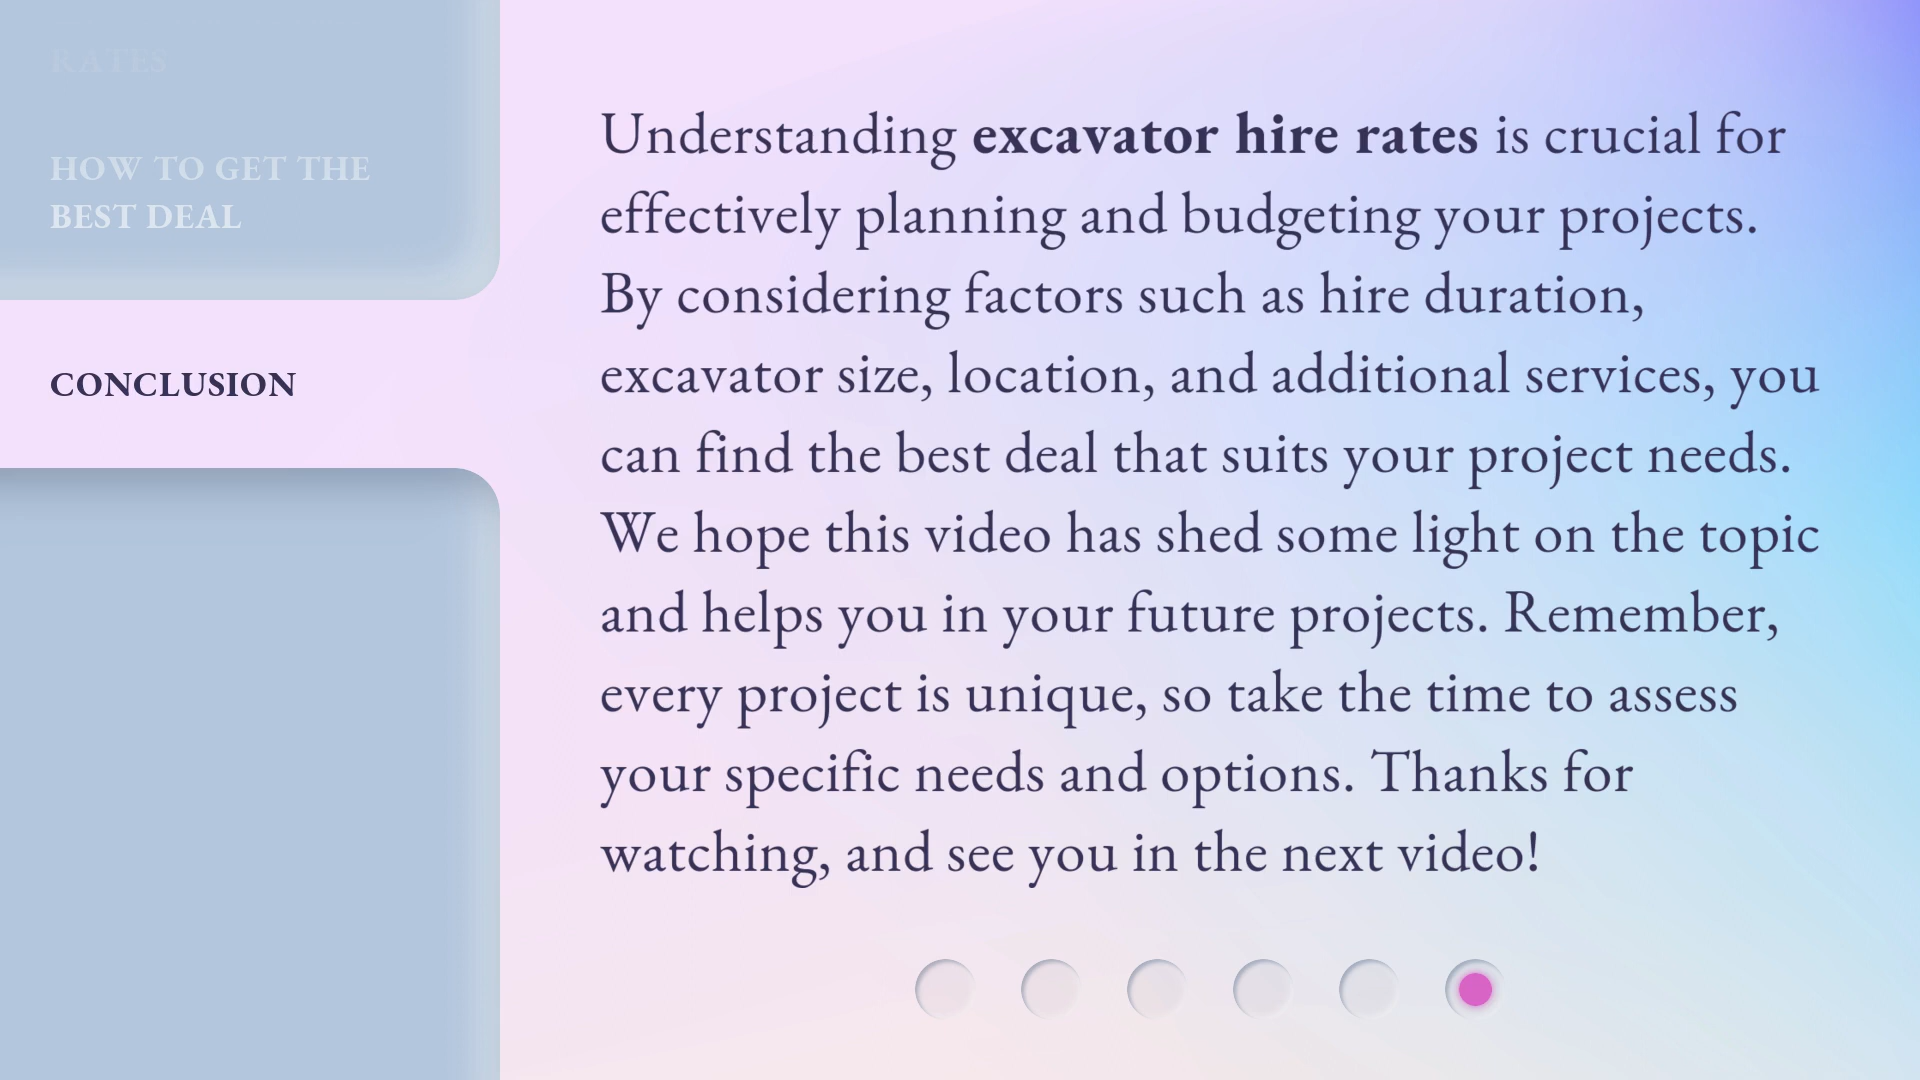 RATES
HOW TO GET THE
BEST DEAL
CONCLUSION
Understanding excavator hire rates is crucial for
effectively planning and budgeting your projects.
By considering factors such as hire duration,
excavator size, location, and additional services, you
can find the best deal that suits your project needs.
We hope this video has shed some light on the topic
and helps you in your future projects. Remember,
every project is unique, so take the time to assess
your specific needs and options. Thanks for
watching, and see you in the next video!